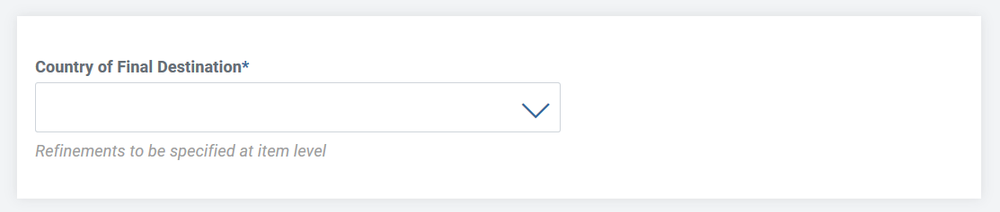 Country of Final Destination*
Refinements to be specified at item level